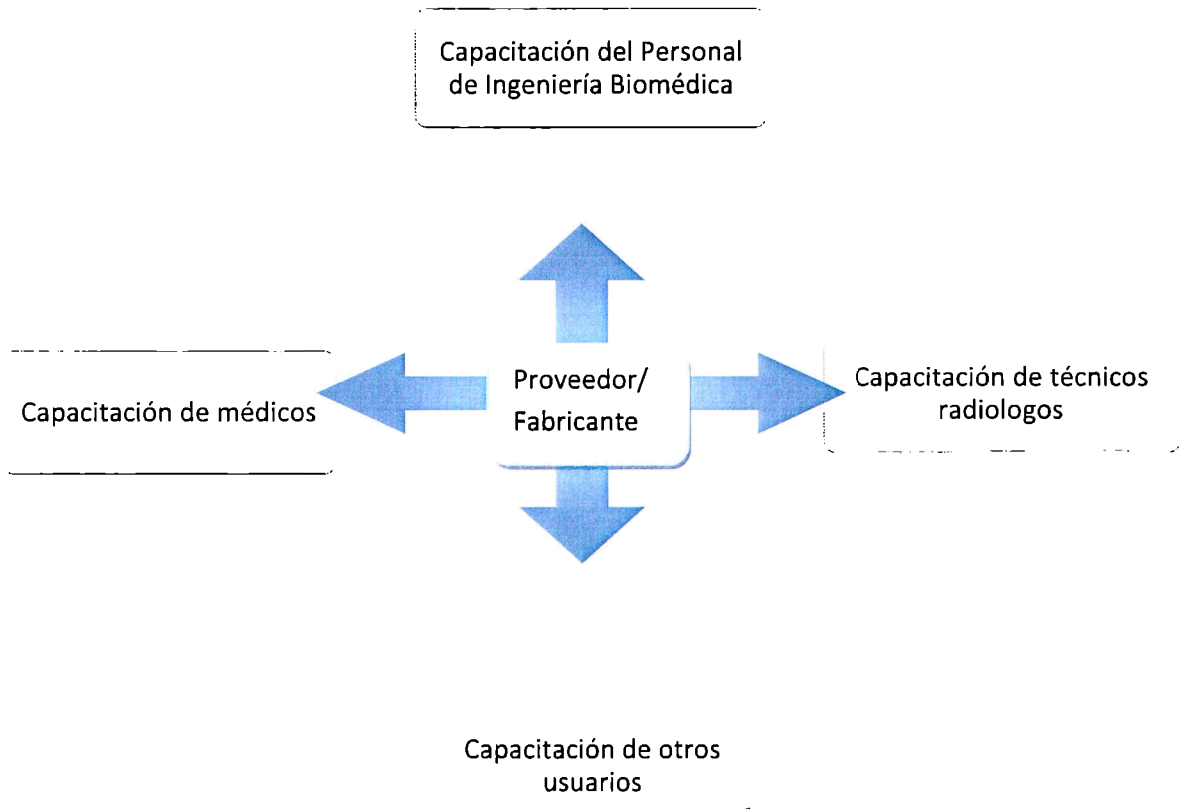 Capacitación del Personal
de Ingeniería Biomédica
Capacitación de médicos
Proveedor/
Fabricante
Capacitación de técnicos
radiologos
Capacitación de otros
usuarios